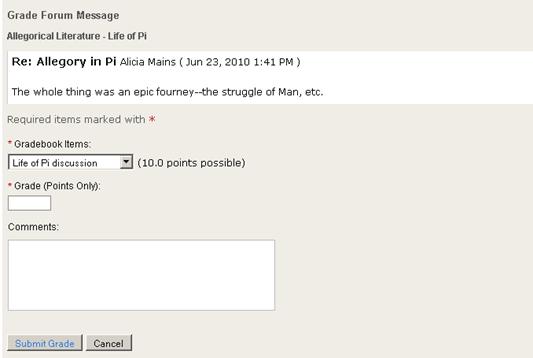 Grade Forum Message
Allegorical Literature - Life of Pi
Re: Allegory in Pi Alicia Mains ( Jun 23, 2010 1:41 PM )
The whole thing was an epic fourney--the struggle of Man, etc.
Required items marked with *
* Gradebook Items:
Life of Pi discussion (10.0 points possible)
* Grade (Points Only):
Comments:
Submit Grade Cancel